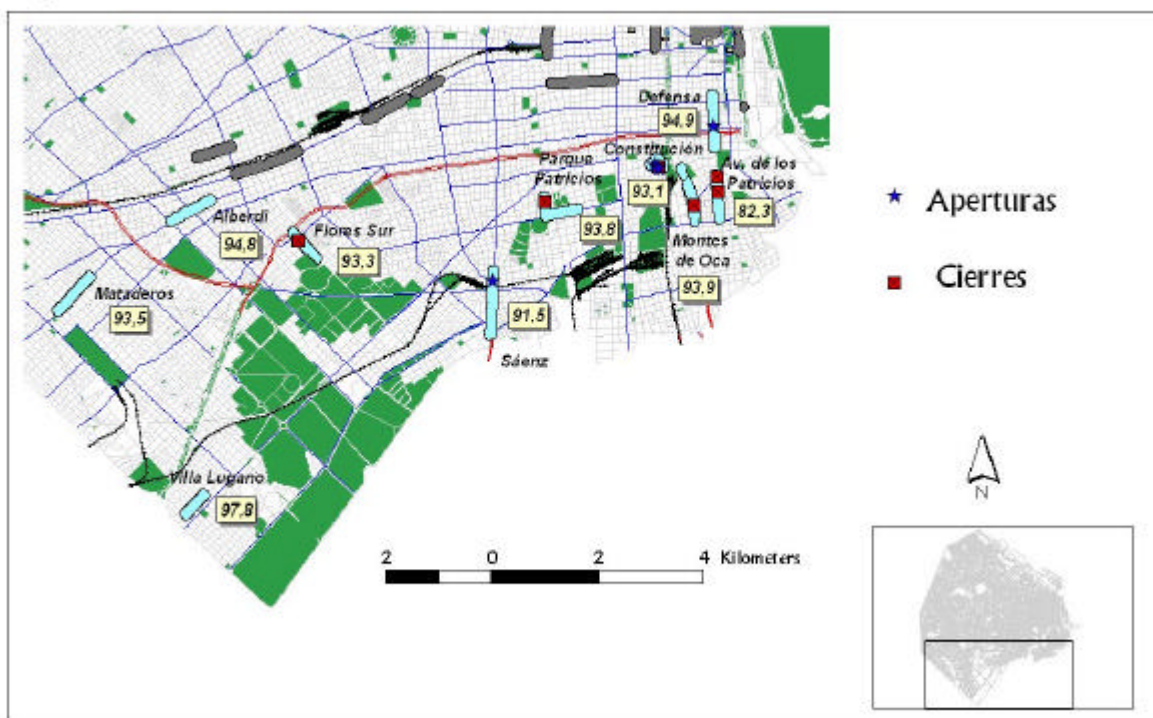 Defensa
94,9
Constitución
93,1
Parque
Patricios
93,8
Av. de los
Patricios
82,3
Montes
de Oca
93,9
Alberdi
94,8
Flores Sur
93,3
Mataderos
93,5
91,5
Sáenz
Villa Lugano
97,8
Aperturas
Cierres
N
2 0 2 4 Kilometers